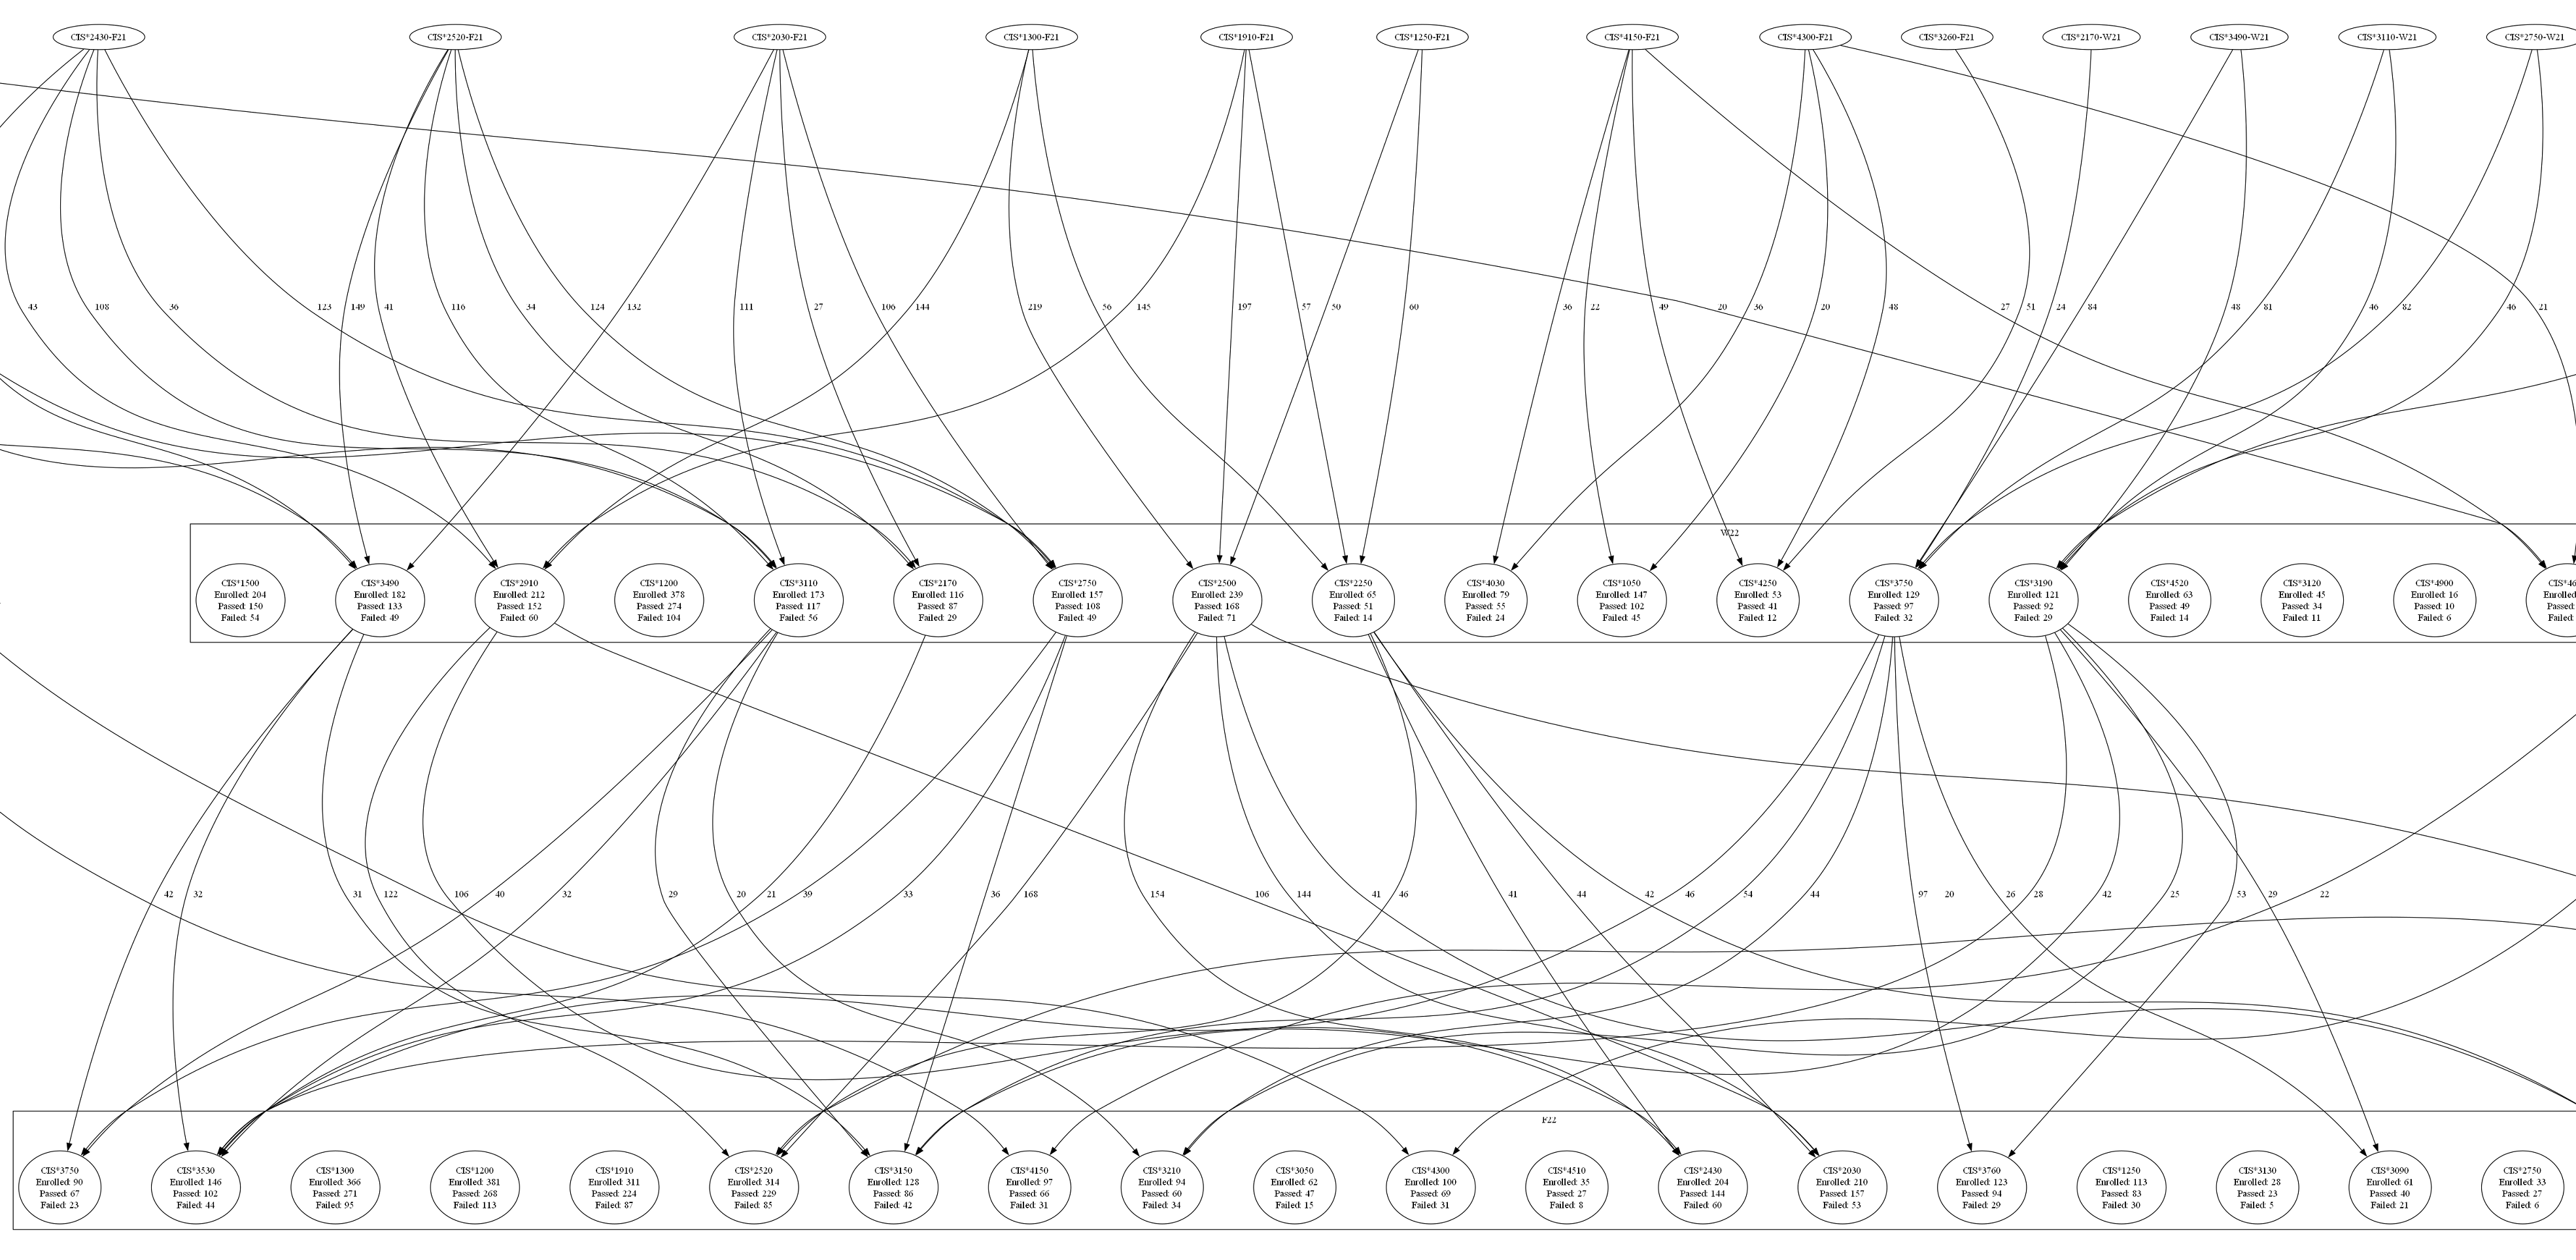 CIS*2430-F21
CIS*2520-F21
CIS*2030-F21
CIS*1300-F21
CIS*1910-F21
CIS*1250-F21
CIS*4150-F21
CIS*4300-F21
CIS*3260-F21
CIS*2170-W21
CIS*3490-W21
CIS*3110-W21
CIS*2750-W21
43
108
36
123
149
41
116
34
124
132
111
27
106
144
219
56
145
197
57
50
60
36
22
49
20
36
20
48
27
51
24
84
48
81
46
82
46
21
W22
CIS*1500
Enrolled: 204
Passed: 150
Failed: 54
CIS*3490
Enrolled: 182
Passed: 133
Failed: 49
CIS*2910
Enrolled: 212
Passed: 152
Failed: 60
CIS*1200
Enrolled: 378
Passed: 274
Failed: 104
CIS*3110
Enrolled: 173
Passed: 117
Failed: 56
CIS*2170
Enrolled: 116
Passed: 87
Failed: 29
CIS*2750
Enrolled: 157
Passed: 108
Failed: 49
CIS*2500
Enrolled: 239
Passed: 168
Failed: 71
CIS*2250
Enrolled: 65
Passed: 51
Failed: 14
CIS*4030
Enrolled: 79
Passed: 55
Failed: 24
CIS*1050
Enrolled: 147
Passed: 102
Failed: 45
CIS*4250
Enrolled: 53
Passed: 41
Failed: 12
CIS*3750
Enrolled: 129
Passed: 97
Failed: 32
CIS*3190
Enrolled: 121
Passed: 92
Failed: 29
CIS*4520
Enrolled: 63
Passed: 49
Failed: 14
CIS*3120
Enrolled: 45
Passed: 34
Failed: 11
CIS*4900
Enrolled: 16
Passed: 10
Failed: 6
Enrolled
Passed:
Failed:
42
32
31
122
106
40
32
29
20
21
39
33
36
168
154
106
144
41
46
41
44
42
46
54
44
97
20
26
28
42
25
53
29
22
F22
CIS*3750
Enrolled: 90
Passed: 67
Failed: 23
CIS*3530
Enrolled: 146
Passed: 102
Failed: 44
CIS*1300
Enrolled: 366
Passed: 271
Failed: 95
CIS*1200
Enrolled: 381
Passed: 268
Failed: 113
CIS*1910
Enrolled: 311
Passed: 224
Failed: 87
CIS*2520
Enrolled: 314
Passed: 229
Failed: 85
CIS*3150
Enrolled: 128
Passed: 86
Failed: 42
CIS*4150
Enrolled: 97
Passed: 66
Failed: 31
CIS*3210
Enrolled: 94
Passed: 60
Failed: 34
CIS*3050
Enrolled: 62
Passed: 47
Failed: 15
CIS*4300
Enrolled: 100
Passed: 69
Failed: 31
CIS*4510
Enrolled: 35
Passed: 27
Failed: 8
CIS*2430
Enrolled: 204
Passed: 144
Failed: 60
CIS*2030
Enrolled: 210
Passed: 157
Failed: 53
CIS*3760
Enrolled: 123
Passed: 94
Failed: 29
CIS*1250
Enrolled: 113
Passed: 83
Failed: 30
CIS*3130
Enrolled: 28
Passed: 23
Failed: 5
CIS*3090
Enrolled: 61
Passed: 40
Failed: 21
CIS*2750
Enrolled: 33
Passed: 27
Failed: 6